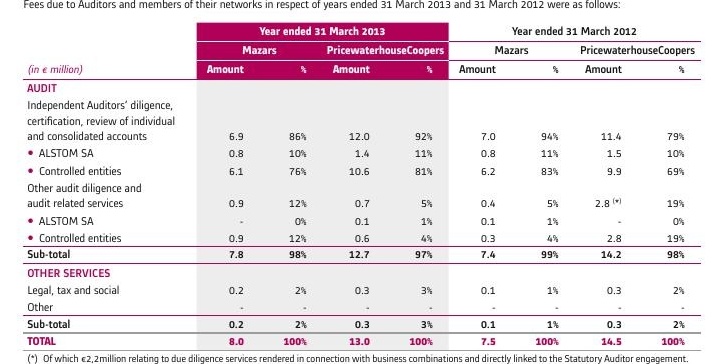 Fees due to Auditors and members of their networks in respect of years ended 31 March 2013 and 31 March 2012 were as follows:
Year ended 31 March 2013 Year ended 31 March 2012
Mazars PricewaterhouseCoopers Mazars PricewaterhouseCoopers
(in € million) Amount % Amount % Amount % Amount %
AUDIT
Independent Auditors' diligence,
certification, review of individual
and consolidated accounts 6.9 86% 12.0 92% 7.0 94% 11.4 79%
• ALSTOM SA 0.8 10% 1.4 11% 0.8 11% 1.5 10%
• Controlled entities 6.1 76% 10.6 81% 6.2 83% 9.9 69%
Other audit diligence and
audit related services 0.9 12% 0.7 5% 0.4 5% 2.8 (*) 19%
• ALSTOM SA - 0% 0.1 1% 0.1 1% - 0%
• Controlled entities 0.9 12% 0.6 4% 0.3 4% 2.8 19%
Sub-total 7.8 98% 12.7 97% 7.4 99% 14.2 98%
OTHER SERVICES
Legal, tax and social 0.2 2% 0.3 3% 0.1 1% 0.3 2%
Other - - - - - - - -
Sub-total 0.2 2% 0.3 3% 0.1 1% 0.3 2%
TOTAL 8.0 100% 13.0 100% 7.5 100% 14.5 100%
(*) Of which €2,2million relating to due diligence services rendered in connection with business combinations and directly linked to the Statutory Auditor engagement.